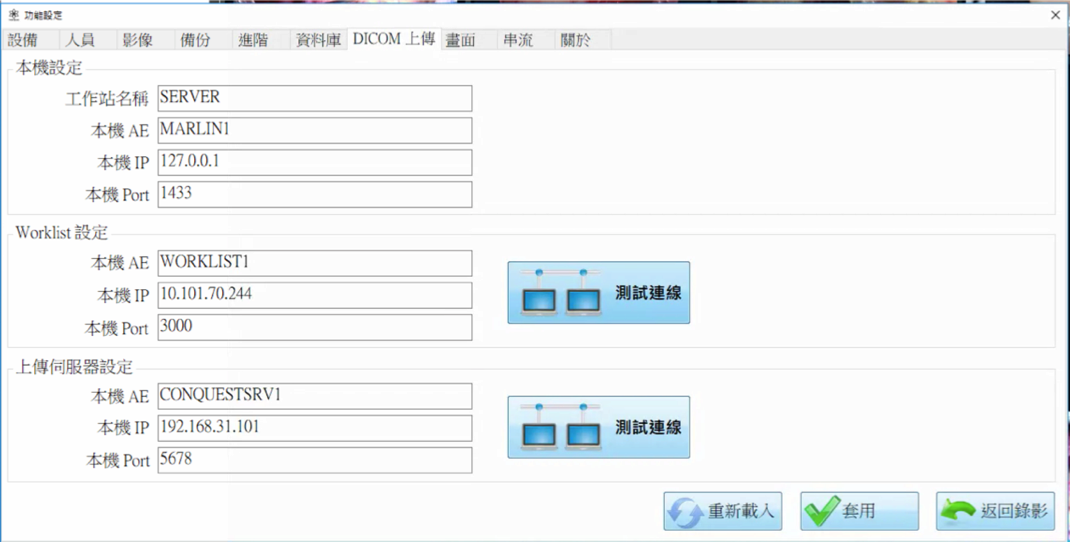 功能設定
設備 人員 影像 備份 進階 資料庫 DICOM 上傳 畫面 串流 關於
本機設定
工作站名稱 SERVER
本機 AE MARLIN1
本機 IP 127.0.0.1
本機 Port 1433
Worklist 設定
本機 AE WORKLIST1
本機 IP 10.101.70.244
測試連線
本機 Port 3000
上傳伺服器設定
本機 AE CONQUESTSRV1
本機 IP 192.168.31.101
測試連線
本機 Port 5678
重新載入 套用 返回錄影